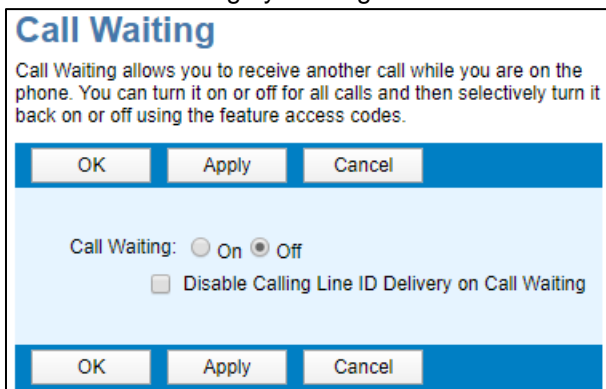 Call Waiting
Call Waiting allows you to receive another call while you are on the
phone. You can turn it on or off for all calls and then selectively turn it
back on or off using the feature access codes.
OK Apply Cancel
Call Waiting: On Off
Disable Calling Line ID Delivery on Call Waiting
OK Apply Cancel